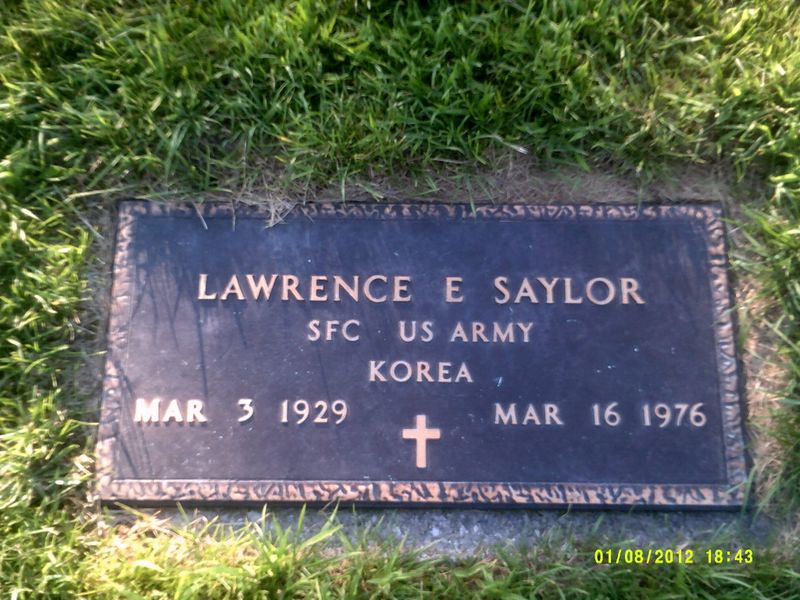 LAWRENCE E SAYLOR
SFC US ARMY
KOREA
MAR 3 1929 MAR 16 1976
01/08/2012 18:43